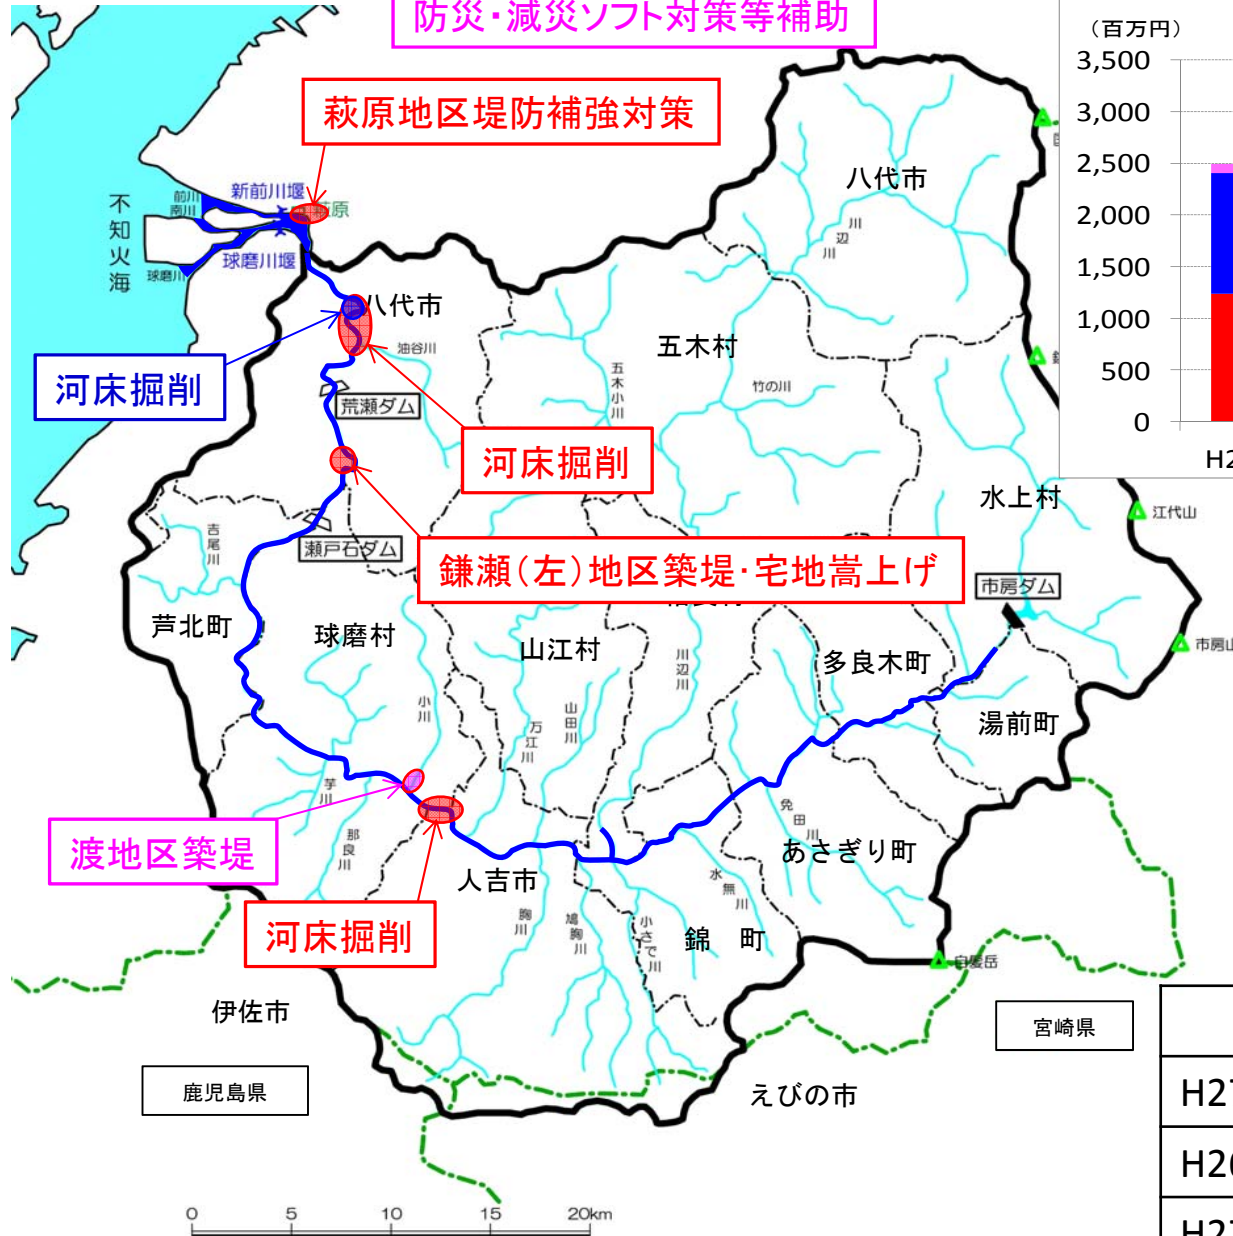 防災・減災ソフト対策等補助
(百万円)
3,500
3,000
2,500
2,000
1,500
1,000
500
0
萩原地区堤防補強対策
八代市
新前川堰
前川
南川
萩原
不知火海
球磨川堰
球磨川
川辺川
八代市
油谷川
五木村
河床掘削
荒瀬ダム
五木小川
竹の川
河床掘削
水上村
江代山
吉尾川
瀬戸石ダム
鎌瀬(左)地区築堤・宅地嵩上げ
市房ダム
芦北町
球磨村
山江村
川辺川
多良木町
市房山
小川
万江川
山田川
湯前町
芋川
那良川
免田川
渡地区築堤
あさぎり町
人吉市
水無川
河床掘削
胸川
鳩胸川
小さで川
錦 町
白髪岳
伊佐市
宮崎県
鹿児島県
えびの市
0 5 10 15 20km